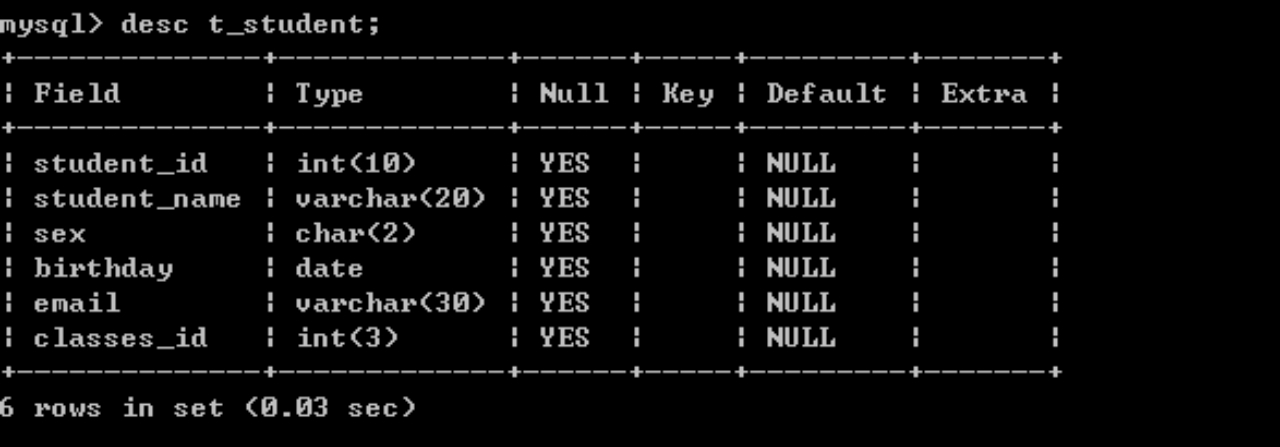 mysql> desc t_student;
+--------------+-------------+------+-----+---------+-------+
| Field        | Type        | Null | Key | Default | Extra |
+--------------+-------------+------+-----+---------+-------+
| student_id   | int(10)     | YES  |     | NULL    |       |
| student_name | varchar(20) | YES  |     | NULL    |       |
| sex          | char(2)     | YES  |     | NULL    |       |
| birthday     | date        | YES  |     | NULL    |       |
| email        | varchar(30) | YES  |     | NULL    |       |
| classes_id   | int(3)      | YES  |     | NULL    |       |
+--------------+-------------+------+-----+---------+-------+
6 rows in set (0.03 sec)